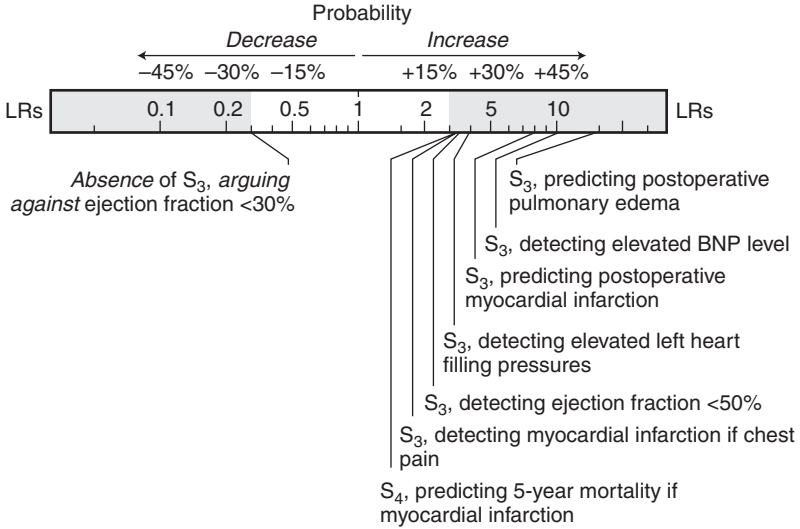 Probability
Decrease Increase
–45% –30% –15% +15% +30% +45%
LRs 0.1 0.2 0.5 1 2 5 10 LRs
Absence of S3, arguing
against ejection fraction <30%
S3, predicting postoperative
pulmonary edema
S3, detecting elevated BNP level
S3, predicting postoperative
myocardial infarction
S3, detecting elevated left heart
filling pressures
S3, detecting ejection fraction <50%
S3, detecting myocardial infarction if chest
pain
S4, predicting 5-year mortality if
myocardial infarction